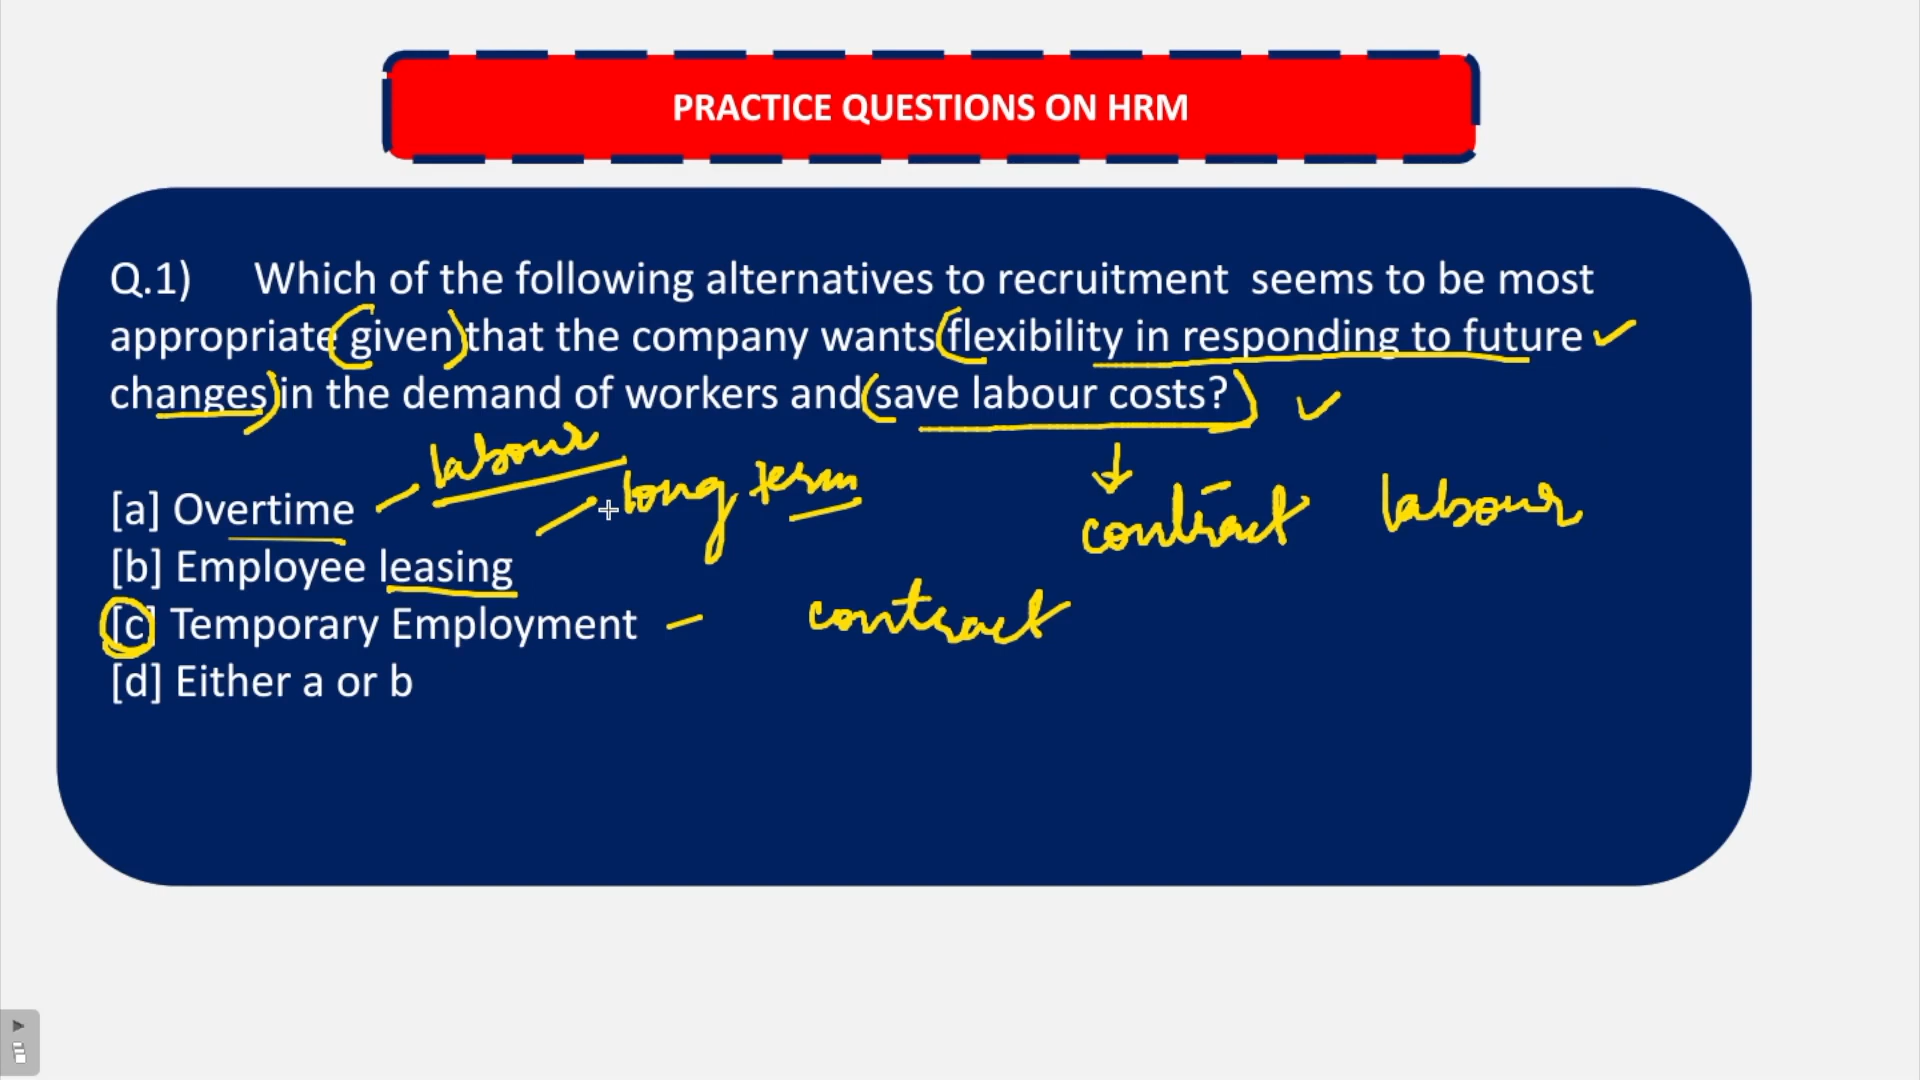 PRACTICE QUESTIONS ON HRM
Q.1) Which of the following alternatives to recruitment seems to be most
appropriate given that the company wants flexibility in responding to future
changes in the demand of workers and save labour costs?
labour
[a] Overtime
long term
contract labour
[b] Employee leasing
[c] Temporary Employment
contract
[d] Either a or b